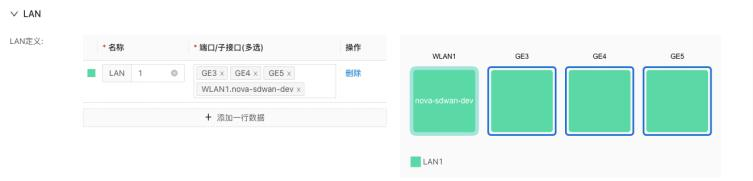 LAN
LAN定义:
* 名称 * 端口/子接口(多选) 操作
LAN 1 GE3 x GE4 x GE5 x 删除
WLAN1.nova-sdwan-dev x
+ 添加一行数据
WLAN1 GE3 GE4 GE5
nova-sdwan-dev
LAN1